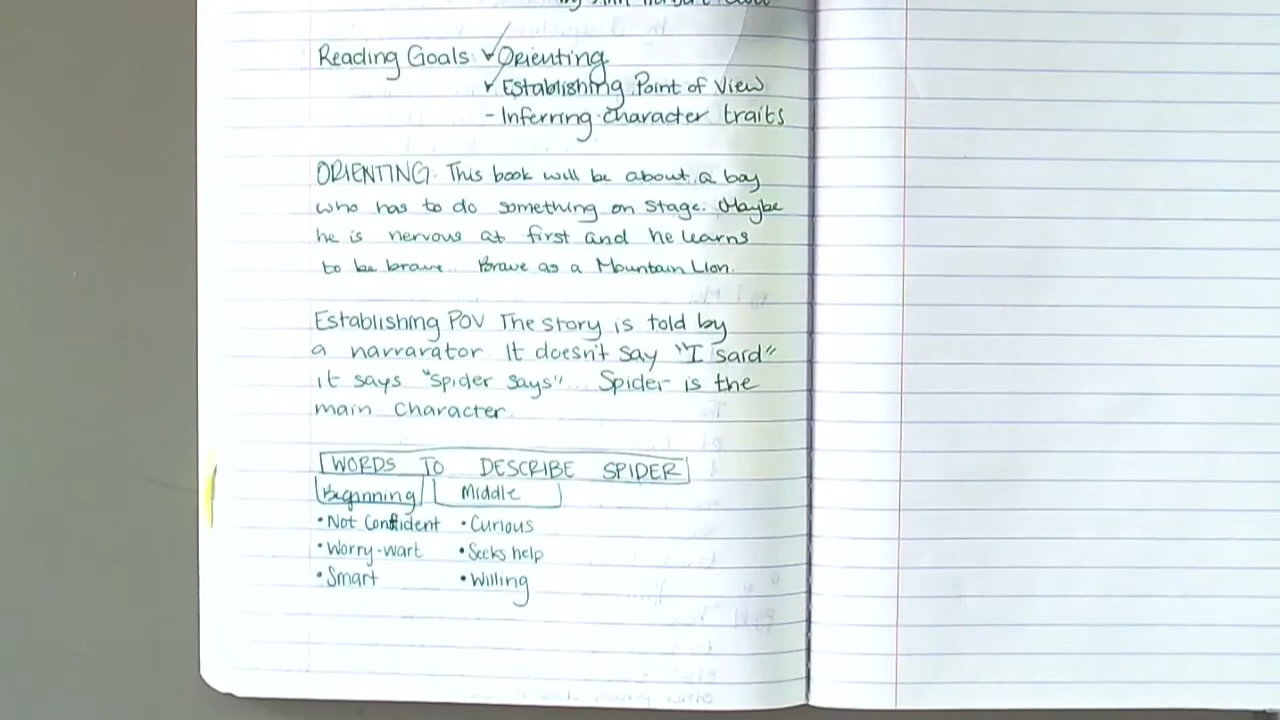 Reading Goals: ✓Orienting
✓ Establishing Point of View
- Inferring character traits
ORIENTING. This book will be about a boy
who has to do something on stage. Maybe
he is nervous at first and he learns
to be brave.. Brave as a Mountain Lion.
Establishing POV The story is told by
a narrarator. It doesn't say "I said"
it says "Spider says"... Spider is the
main character.
WORDS TO DESCRIBE SPIDER
Beginning Middle
• Not Confident • Curious
• Worry-wart • Seeks help
• Smart • Willing